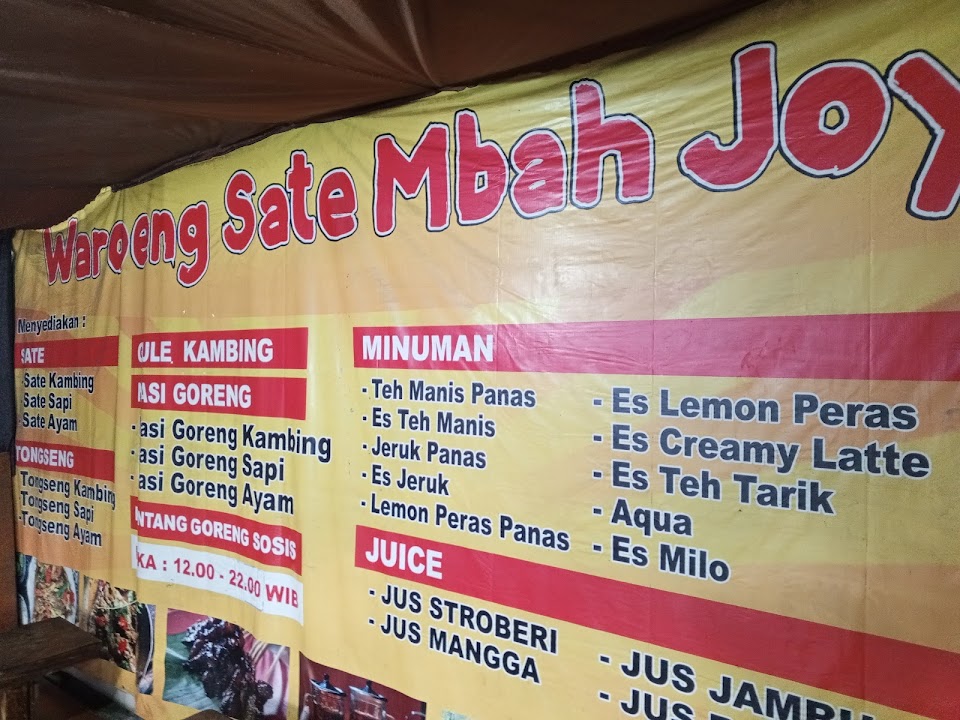 Waroeng Sate Mbah Joy
Menyediakan :
SATE
- Sate Kambing
- Sate Sapi
- Sate Ayam
TONGSENG
- Tongseng Kambing
- Tongseng Sapi
- Tongseng Ayam
GULE KAMBING
ASI GORENG
- asi Goreng Kambing
- asi Goreng Sapi
- asi Goreng Ayam
NTANG GORENG SOSIS
KA : 12.00 - 22.00 WIB
MINUMAN
- Teh Manis Panas
- Es Teh Manis
- Jeruk Panas
- Es Jeruk
- Lemon Peras Panas
- Es Lemon Peras
- Es Creamy Latte
- Es Teh Tarik
- Aqua
- Es Milo
JUICE
- JUS STROBERI
- JUS MANGGA
- JUS JAMBU
- JUS